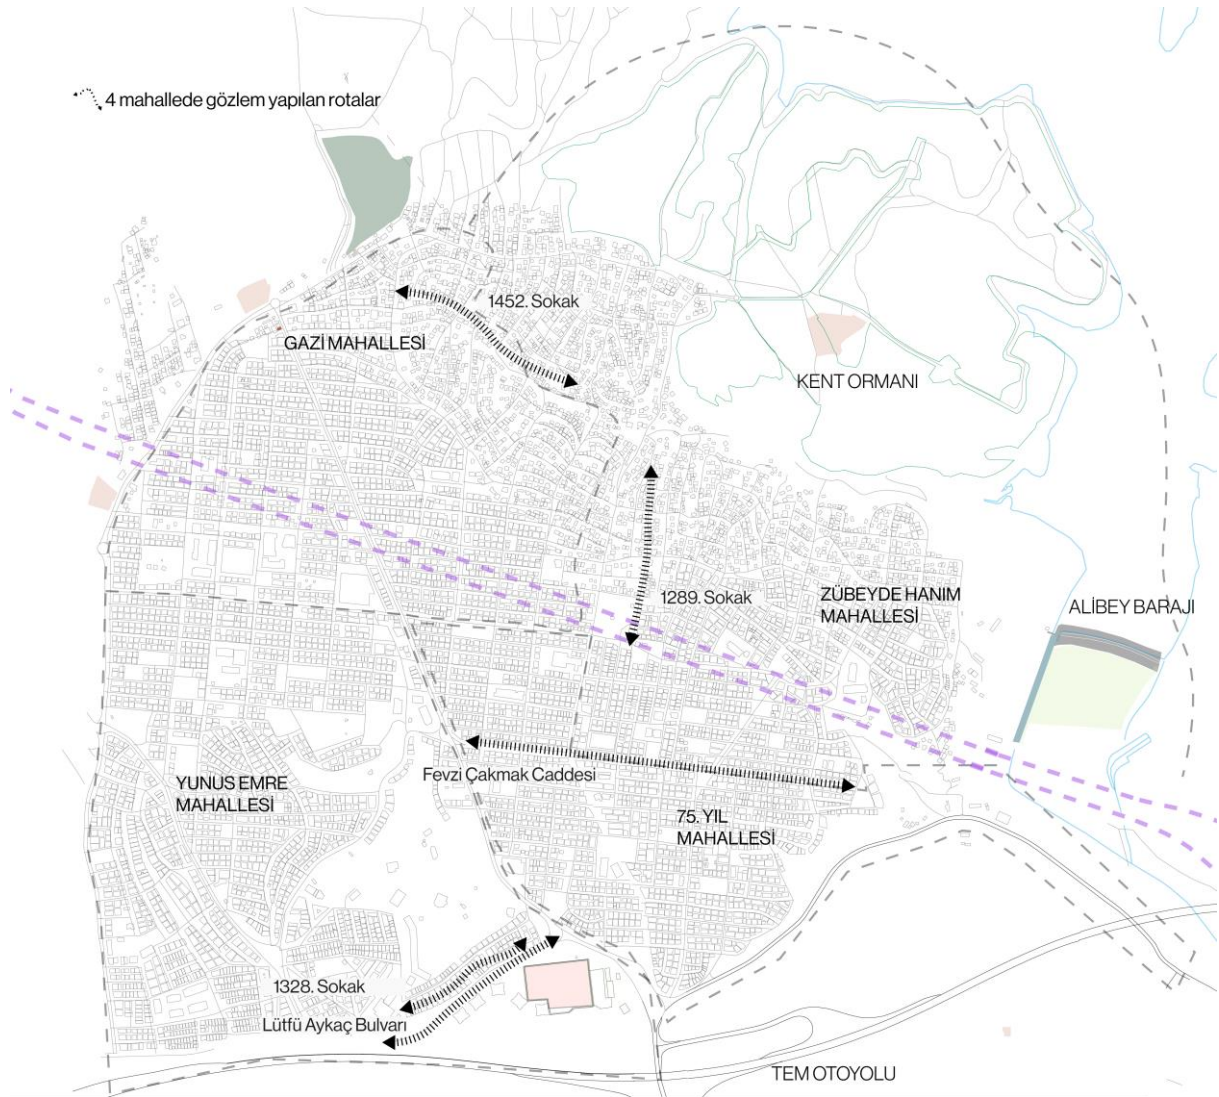 4 mahallede gözlem yapılan rotalar
1452. Sokak
GAZİ MAHALLESİ
KENT ORMANI
1289. Sokak
ZÜBEYDE HANIM
MAHALLESİ
ALİBEY BARAJI
Fevzi Çakmak Caddesi
YUNUS EMRE
MAHALLESİ
75. YIL
MAHALLESİ
1328. Sokak
Lütfü Aykaç Bulvarı
TEM OTOYOLU